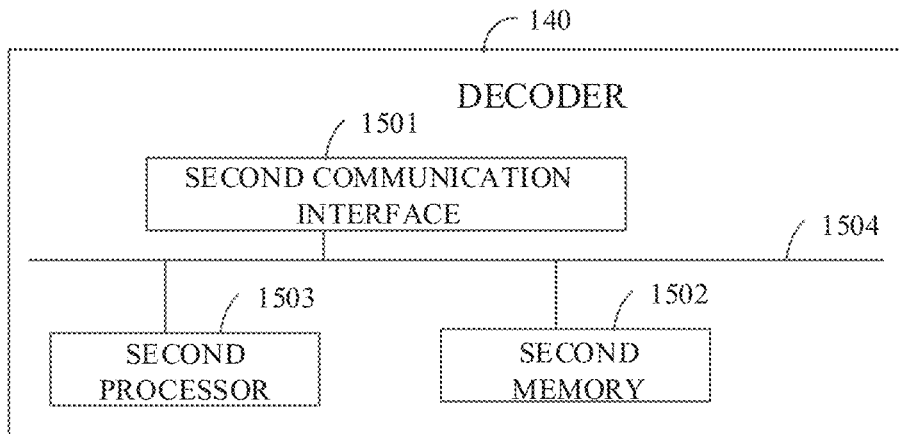 140
DECODER
1501
SECOND COMMUNICATION
INTERFACE
1504
1503
1502
SECOND
PROCESSOR
SECOND
MEMORY